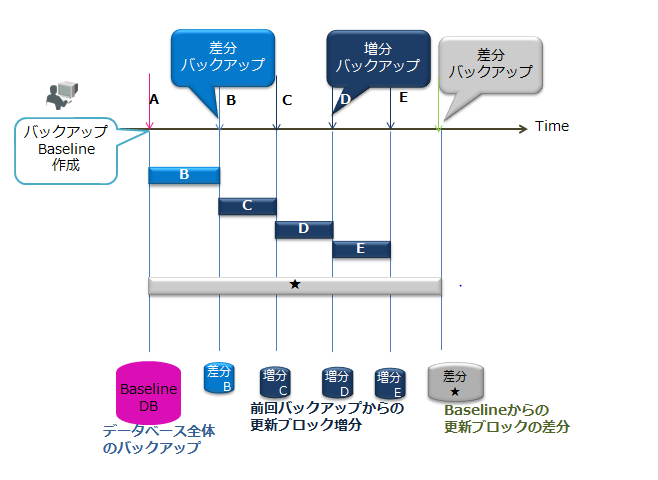 差分
バックアップ
増分
バックアップ
差分
バックアップ
A
B
C
D
E
バックアップ
Baseline
作成
Time
B
C
D
E
★
Baseline
DB
差分
B
増分
C
増分
D
増分
E
差分
★
データベース全体
のバックアップ
前回バックアップからの
更新ブロック増分
Baselineからの
更新ブロックの差分